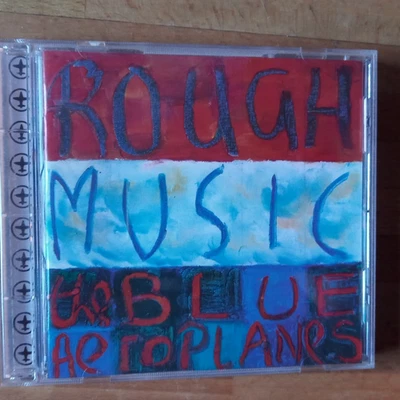 ROUGH
MUSIC
the BLUE
AeroPLANeS